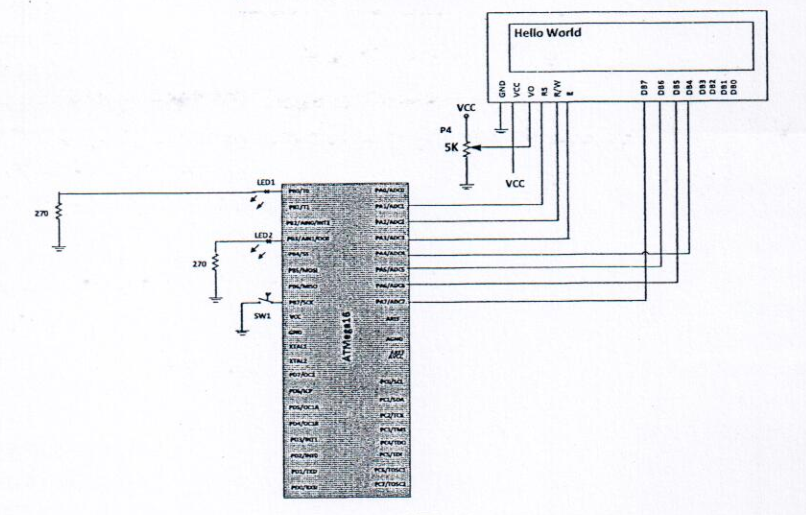 Hello World
GND
VCC
VO
RS
R/W
E
DB7
DB6
DB5
DB4
DB3
DB2
DB1
DB0
VCC
P4
5K
VCC
LED1
270
LED2
270
SW1
ATMega16
PB0/T0
PB1/T1
PB2/AIN0/INT2
PB3/AIN1/OC0
PB4/SS
PB5/MOSI
PB6/MISO
PB7/SCK
VCC
GND
XTAL1
XTAL2
PD7/OC2
PD6/ICP
PD5/OC1A
PD4/OC1B
PD3/INT1
PD2/INT0
PD1/TXD
PD0/RXD
PA0/ADC0
PA1/ADC1
PA2/ADC2
PA3/ADC3
PA4/ADC4
PA5/ADC5
PA6/ADC6
PA7/ADC7
AREF
AGND
PC0/SCL
PC1/SDA
PC2/TCK
PC3/TMS
PC4/TDO
PC5/TDI
PC6/TOSC1
PC7/TOSC2